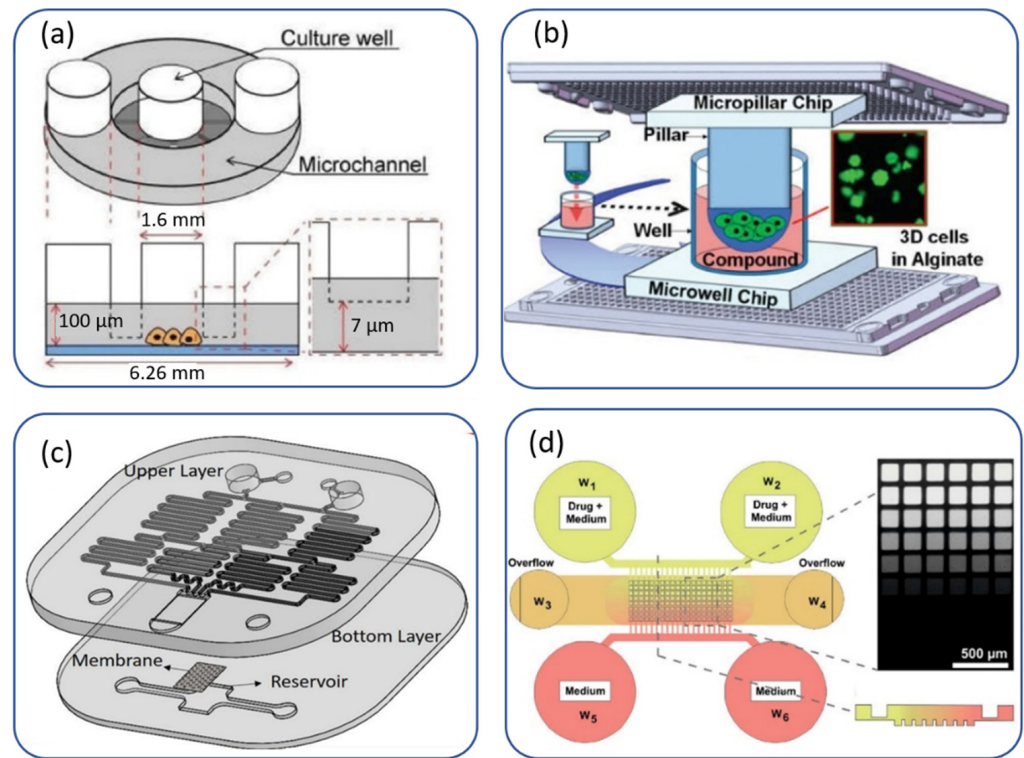 (a)
Culture well
Microchannel
1.6 mm
100 µm
7 µm
6.26 mm
(b)
Micropillar Chip
Pillar
Well
Compound
3D cells
in Alginate
Microwell Chip
(c)
Upper Layer
Bottom Layer
Membrane
Reservoir
(d)
W1
Drug +
Medium
W2
Drug +
Medium
Overflow
W3
Overflow
W4
500 µm
Medium
W5
Medium
W6